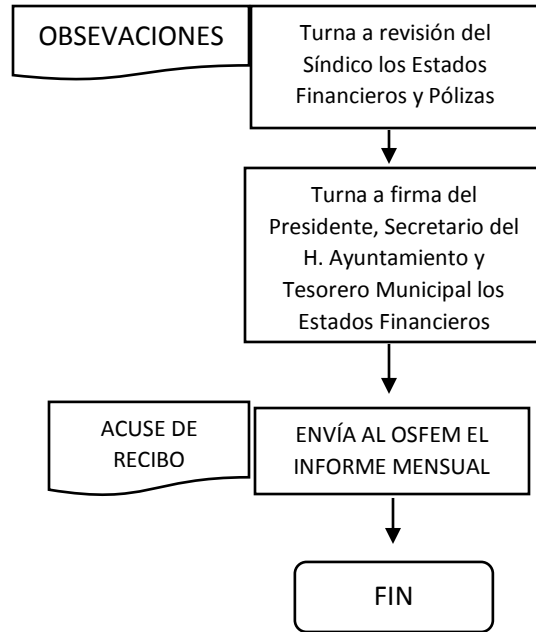 OBSEVACIONES
Turna a revisión del
Síndico los Estados
Financieros y Pólizas
Turna a firma del
Presidente, Secretario del
H. Ayuntamiento y
Tesorero Municipal los
Estados Financieros
ACUSE DE
RECIBO
ENVÍA AL OSFEM EL
INFORME MENSUAL
FIN